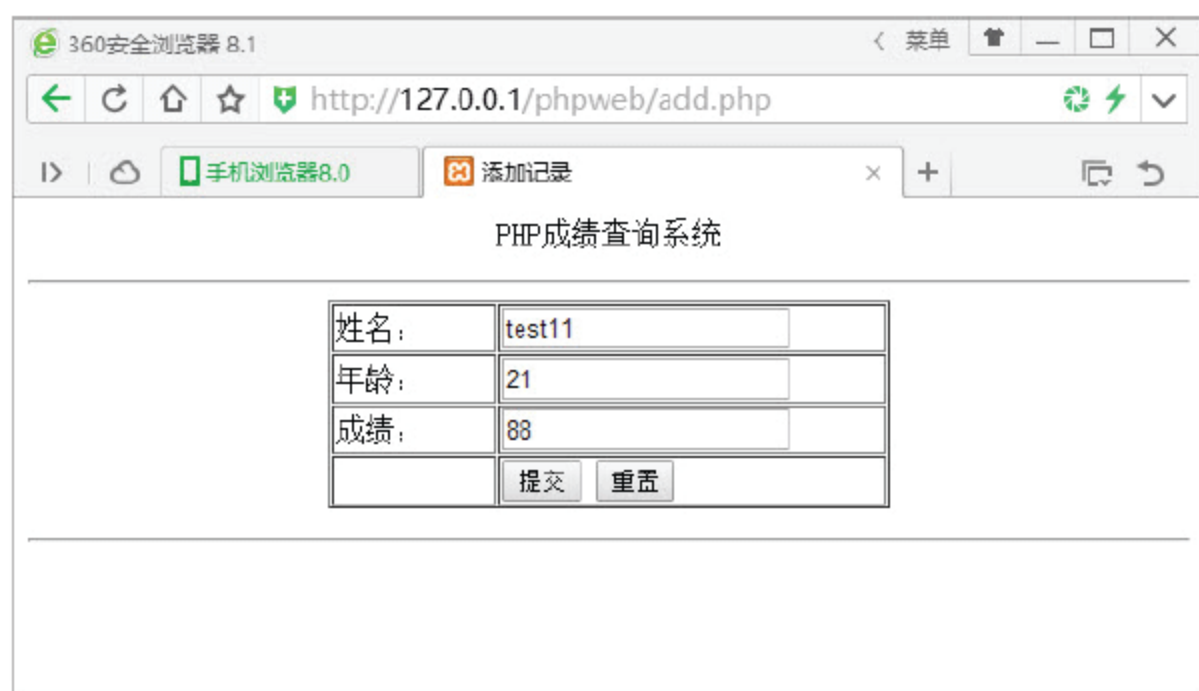 360安全浏览器 8.1 菜单
http://127.0.0.1/phpweb/add.php
手机浏览器8.0 添加记录
PHP成绩查询系统
姓名: test11
年龄: 21
成绩: 88
提交 重置